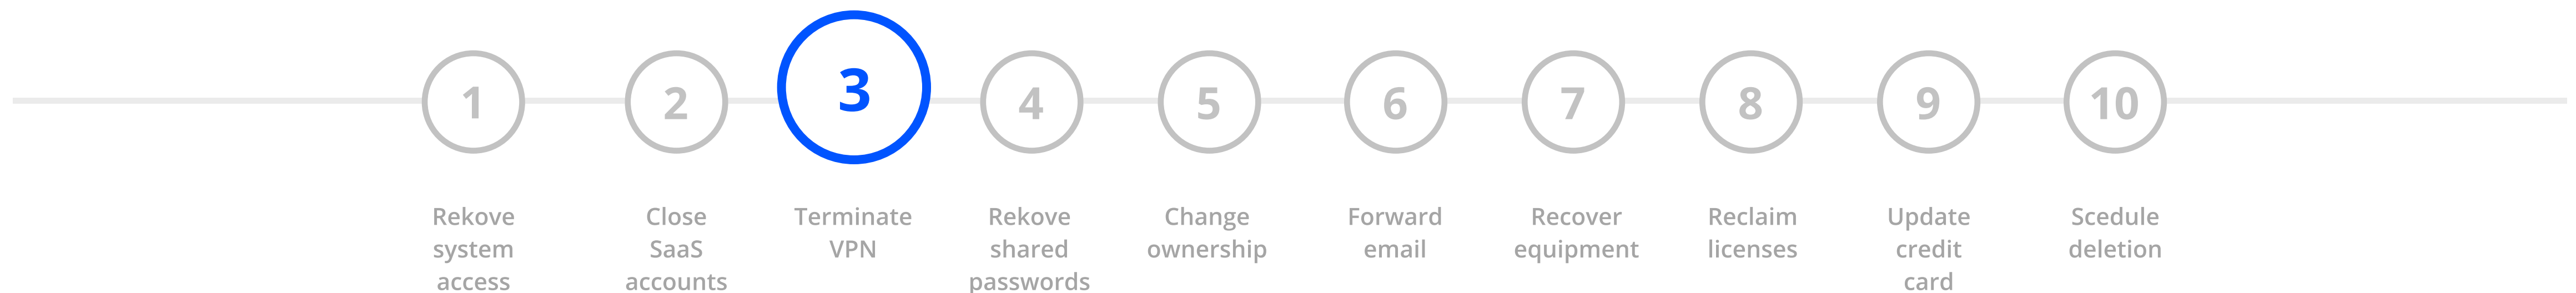 1
2
3
4
5
6
7
8
9
10
Rekove
system
access
Close
SaaS
accounts
Terminate
VPN
Rekove
shared
passwords
Change
ownership
Forward
email
Recover
equipment
Reclaim
licenses
Update
credit
card
Scedule
deletion